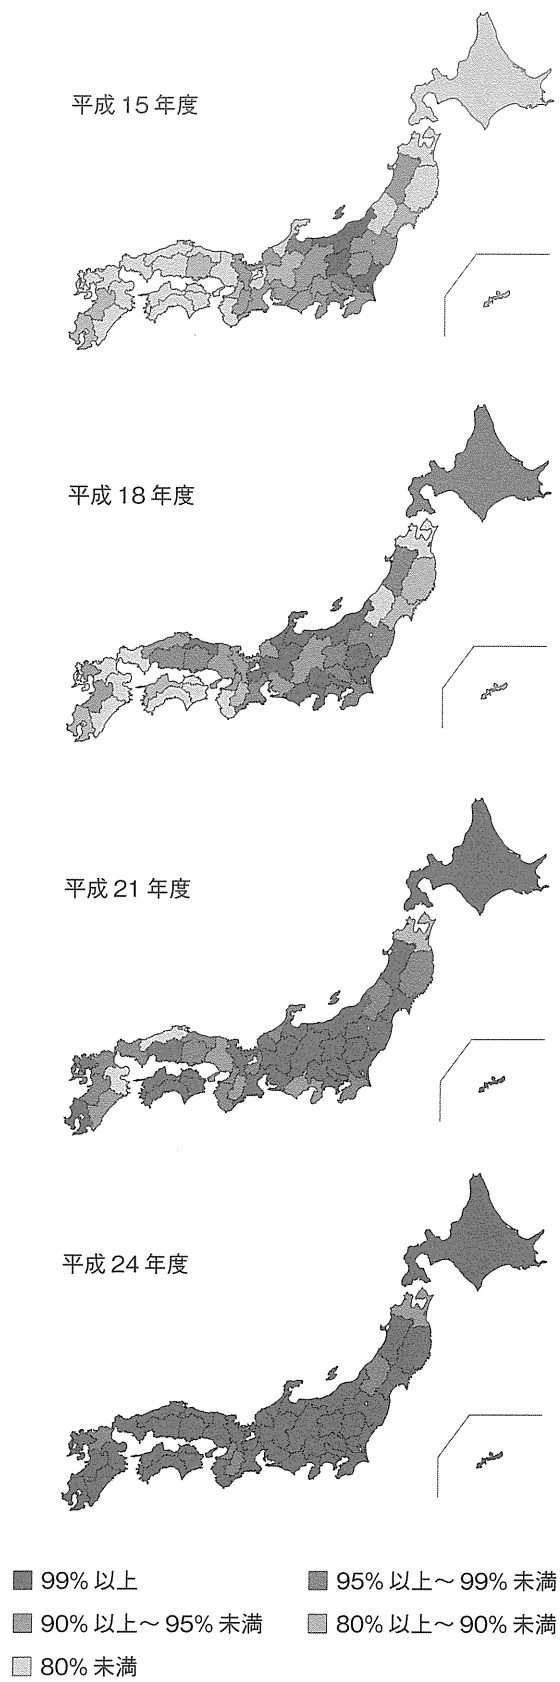 平成 15 年度
平成 18 年度
平成 21 年度
平成 24 年度
99% 以上
95% 以上～ 99% 未満
90% 以上～ 95% 未満
80% 以上～ 90% 未満
80% 未満